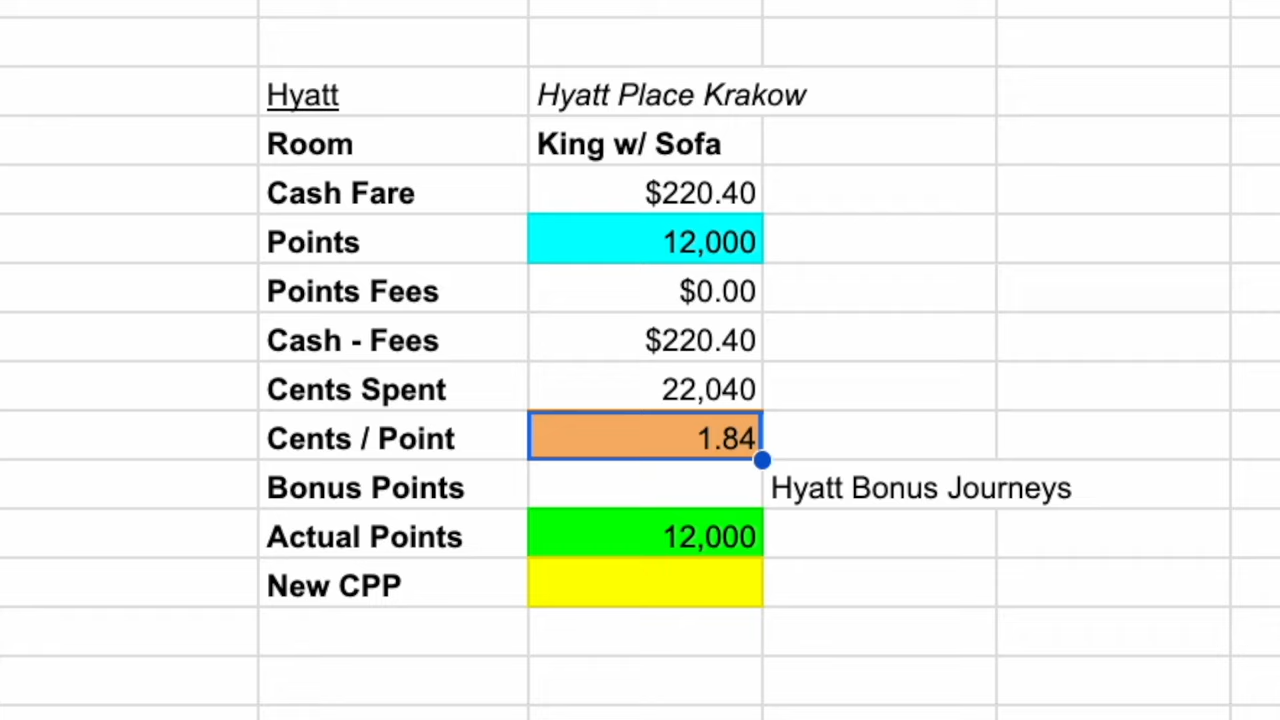 Hyatt Hyatt Place Krakow
Room King w/ Sofa
Cash Fare $220.40
Points 12,000
Points Fees $0.00
Cash - Fees $220.40
Cents Spent 22,040
Cents / Point 1.84
Bonus Points Hyatt Bonus Journeys
Actual Points 12,000
New CPP